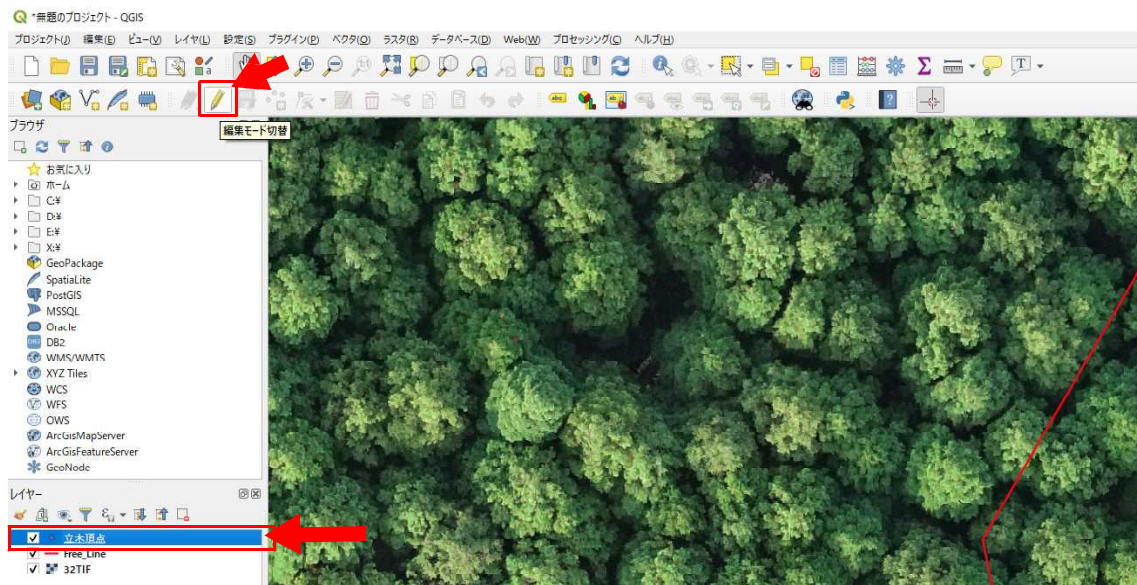 *無題のプロジェクト - QGIS
プロジェクト(J) 編集(E) ビュー(V) レイヤ(L) 設定(S) プラグイン(P) ベクタ(O) ラスタ(R) データベース(D) Web(W) プロセッシング(C) ヘルプ(H)
編集モード切替
ブラウザ
お気に入り
ホーム
C:¥
D:¥
E:¥
X:¥
GeoPackage
SpatiaLite
PostGIS
MSSQL
Oracle
DB2
WMS/WMTS
XYZ Tiles
WCS
WFS
OWS
ArcGisMapServer
ArcGisFeatureServer
GeoNode
レイヤー
立木頂点
Free_Line
32TIF